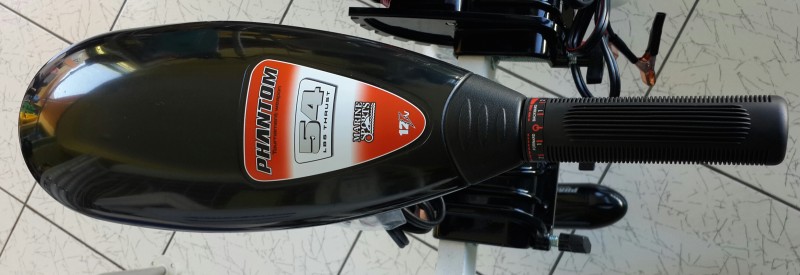 PHANTOM
54
LBS THRUST
MARINE
SPORTS
12v